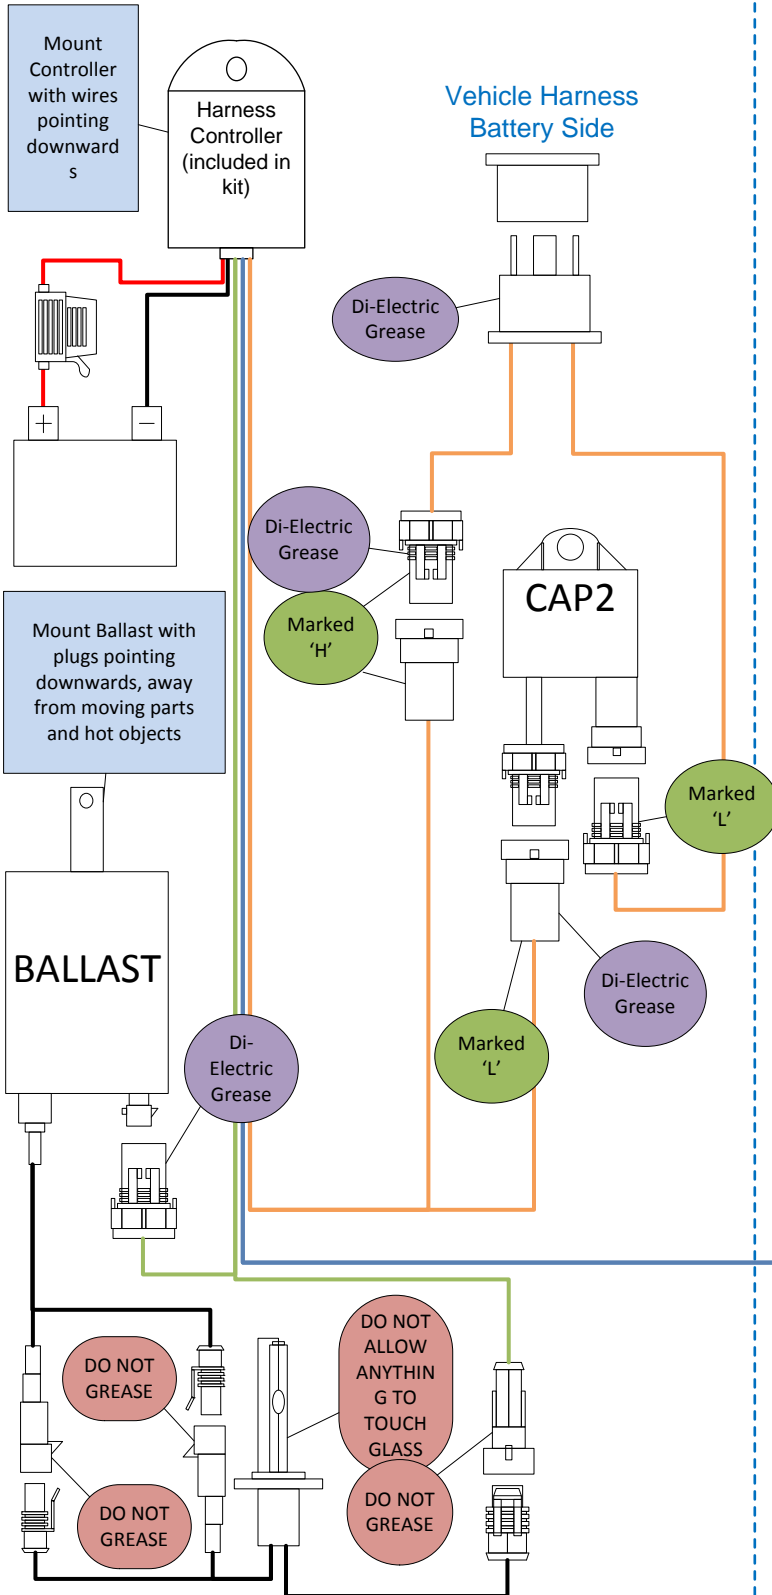 Mount
Controller
with wires
pointing
downward
s
Harness
Controller
(included in
kit)
Vehicle Harness
Battery Side
Di-Electric
Grease
+
−
Di-Electric
Grease
Marked
‘H’
CAP2
Mount Ballast with
plugs pointing
downwards, away
from moving parts
and hot objects
Marked
‘L’
BALLAST
Di-Electric
Grease
Marked
‘L’
Di-
Electric
Grease
DO NOT
GREASE
DO NOT
ALLOW
ANYTHIN
G TO
TOUCH
GLASS
DO NOT
GREASE
DO NOT
GREASE